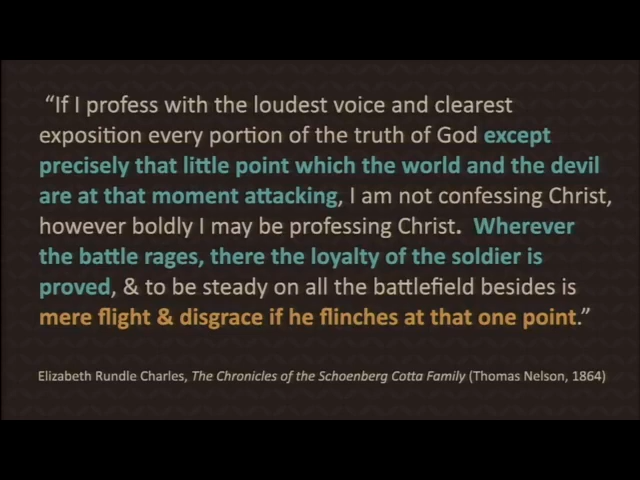 “If I profess with the loudest voice and clearest
exposition every portion of the truth of God except
precisely that little point which the world and the devil
are at that moment attacking, I am not confessing Christ,
however boldly I may be professing Christ.  Wherever
the battle rages, there the loyalty of the soldier is
proved, & to be steady on all the battlefield besides is
mere flight & disgrace if he flinches at that one point.”
Elizabeth Rundle Charles, The Chronicles of the Schoenberg Cotta Family (Thomas Nelson, 1864)